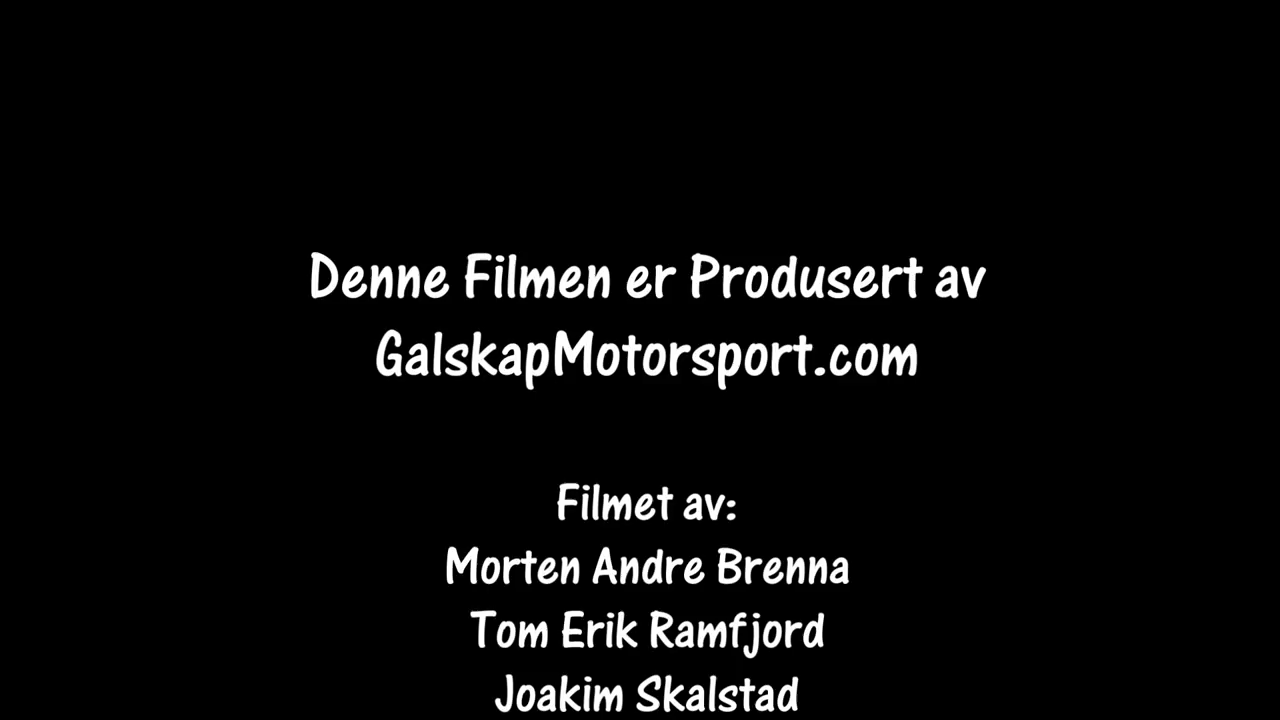 Denne Filmen er Produsert av
GalskapMotorsport.com
Filmet av:
Morten Andre Brenna
Tom Erik Ramfjord
Joakim Skalstad